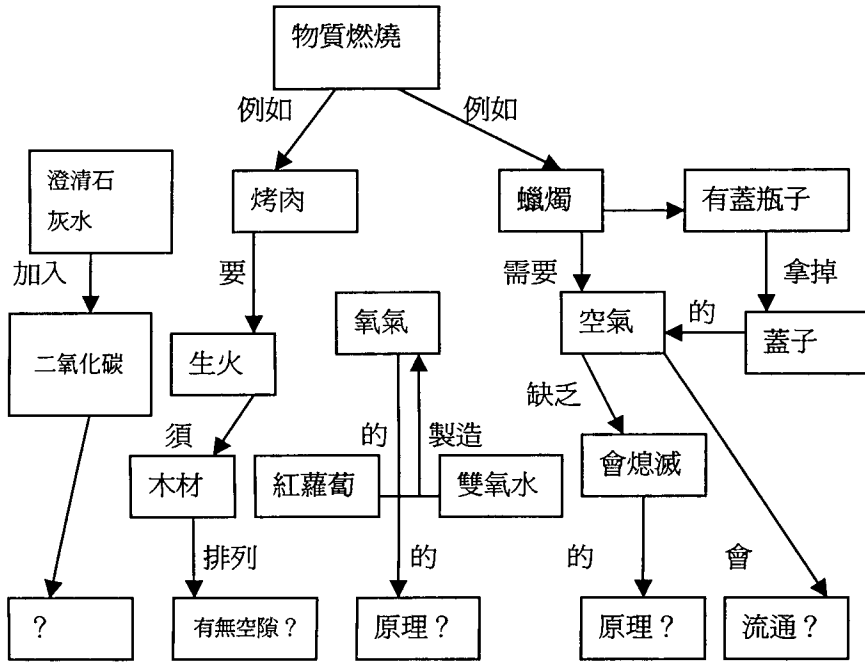 物質燃燒
例如
例如
澄清石
灰水
烤肉
蠟燭
有蓋瓶子
加入
要
需要
拿掉
二氧化碳
生火
氧氣
空氣
的
蓋子
缺乏
須
的
製造
木材
紅蘿蔔
雙氧水
會熄滅
排列
的
的
會
?
有無空隙?
原理?
原理?
流通?